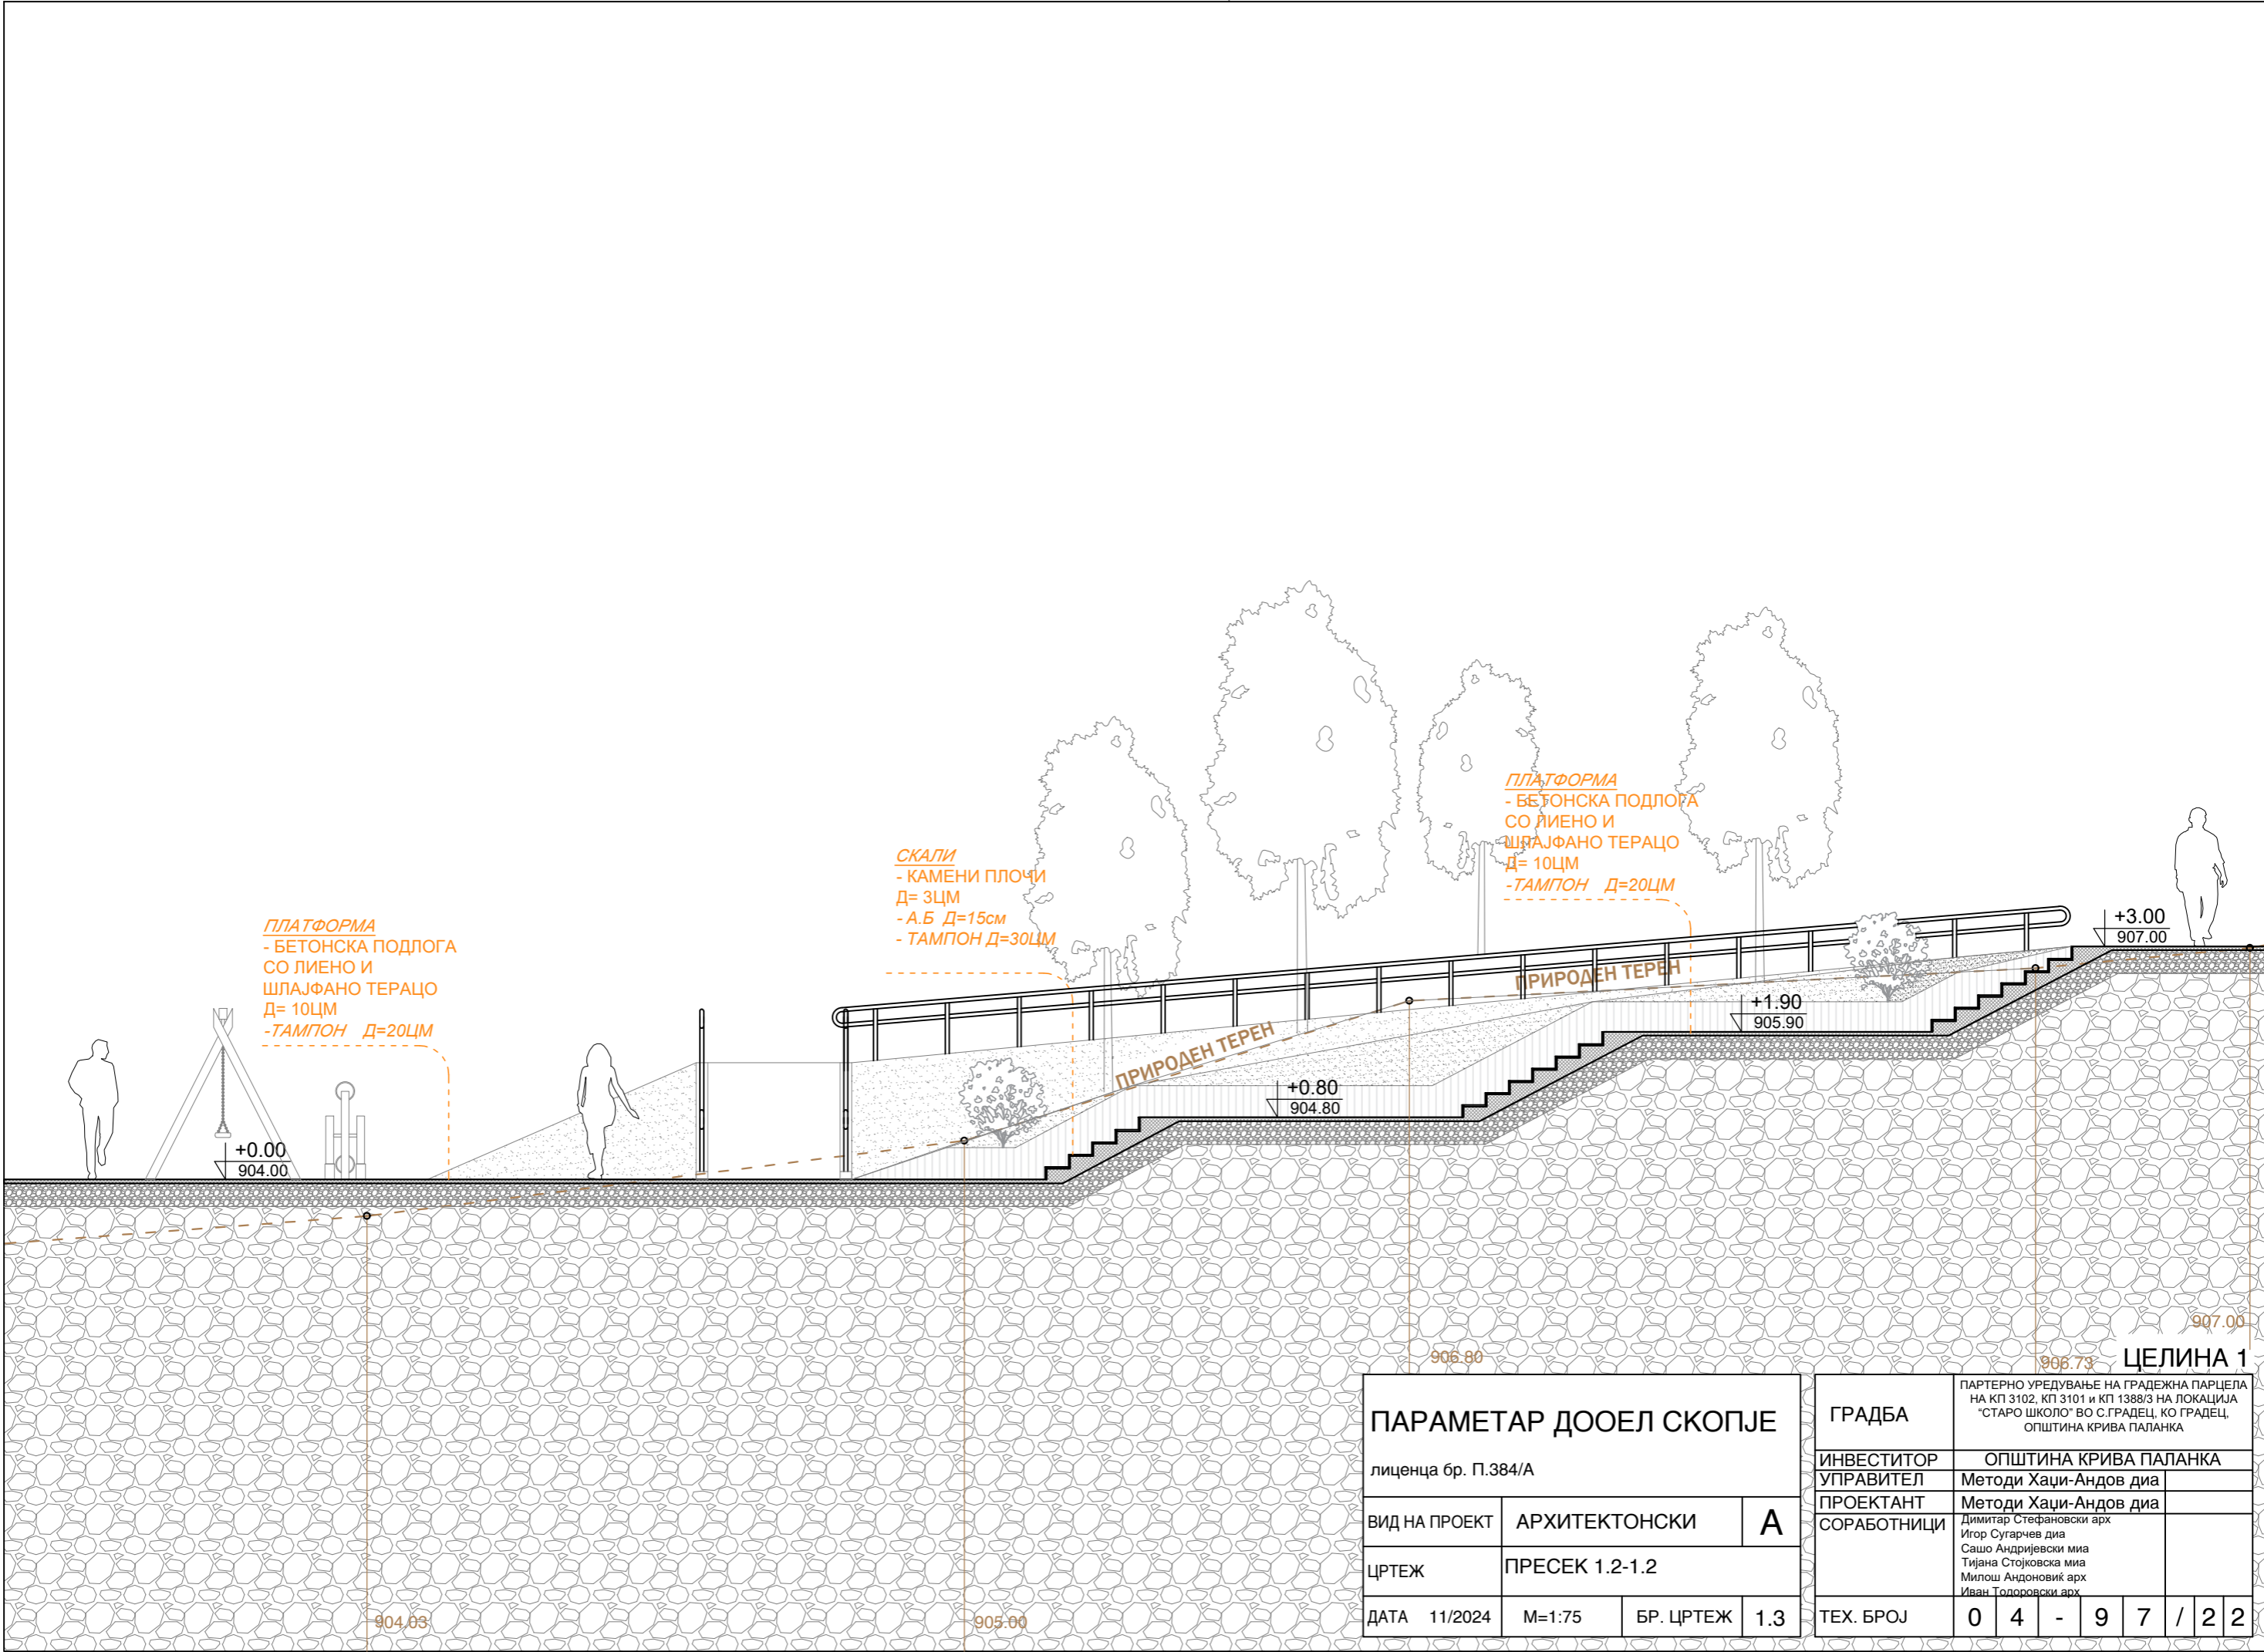 ПЛАТФОРМА
- БЕТОНСКА ПОДЛОГА
СО ЛИЕНО И
ШЛАЈФАНО ТЕРАЦО
Д= 10ЦМ
-ТАМПОН Д=20ЦМ
СКАЛИ
- КАМЕНИ ПЛОЧИ
Д= 3ЦМ
- А.Б Д=15см
- ТАМПОН Д=30ЦМ
ПЛАТФОРМА
- БЕТОНСКА ПОДЛОГА
СО ЛИЕНО И
ШЛАЈФАНО ТЕРАЦО
Д= 10ЦМ
-ТАМПОН Д=20ЦМ
+0.00
904.00
+0.80
904.80
+1.90
905.90
+3.00
907.00
ПРИРОДЕН ТЕРЕН
ПРИРОДЕН ТЕРЕН
904.03
905.00
906.80
906.73
907.00
ЦЕЛИНА 1
ПАРАМЕТАР ДООЕЛ СКОПЈЕ
лиценца бр. П.384/А
ВИД НА ПРОЕКТ АРХИТЕКТОНСКИ А
ЦРТЕЖ ПРЕСЕК 1.2-1.2
ДАТА 11/2024 М=1:75 БР. ЦРТЕЖ 1.3
ГРАДБА
ПАРТЕРНО УРЕДУВАЊЕ НА ГРАДЕЖНА ПАРЦЕЛА
НА КП 3102, КП 3101 и КП 1388/3 НА ЛОКАЦИЈА
“СТАРО ШКОЛО” ВО С.ГРАДЕЦ, КО ГРАДЕЦ,
ОПШТИНА КРИВА ПАЛАНКА
ИНВЕСТИТОР ОПШТИНА КРИВА ПАЛАНКА
УПРАВИТЕЛ Методи Хаџи-Андов диа
ПРОЕКТАНТ Методи Хаџи-Андов диа
СОРАБОТНИЦИ Димитар Стефановски арх
Игор Сугарчев диа
Сашо Андријевски миа
Тијана Стојковска миа
Милош Андоновиќ арх
Иван Тодоровски арх
ТЕХ. БРОЈ 0 4 - 9 7 / 2 2